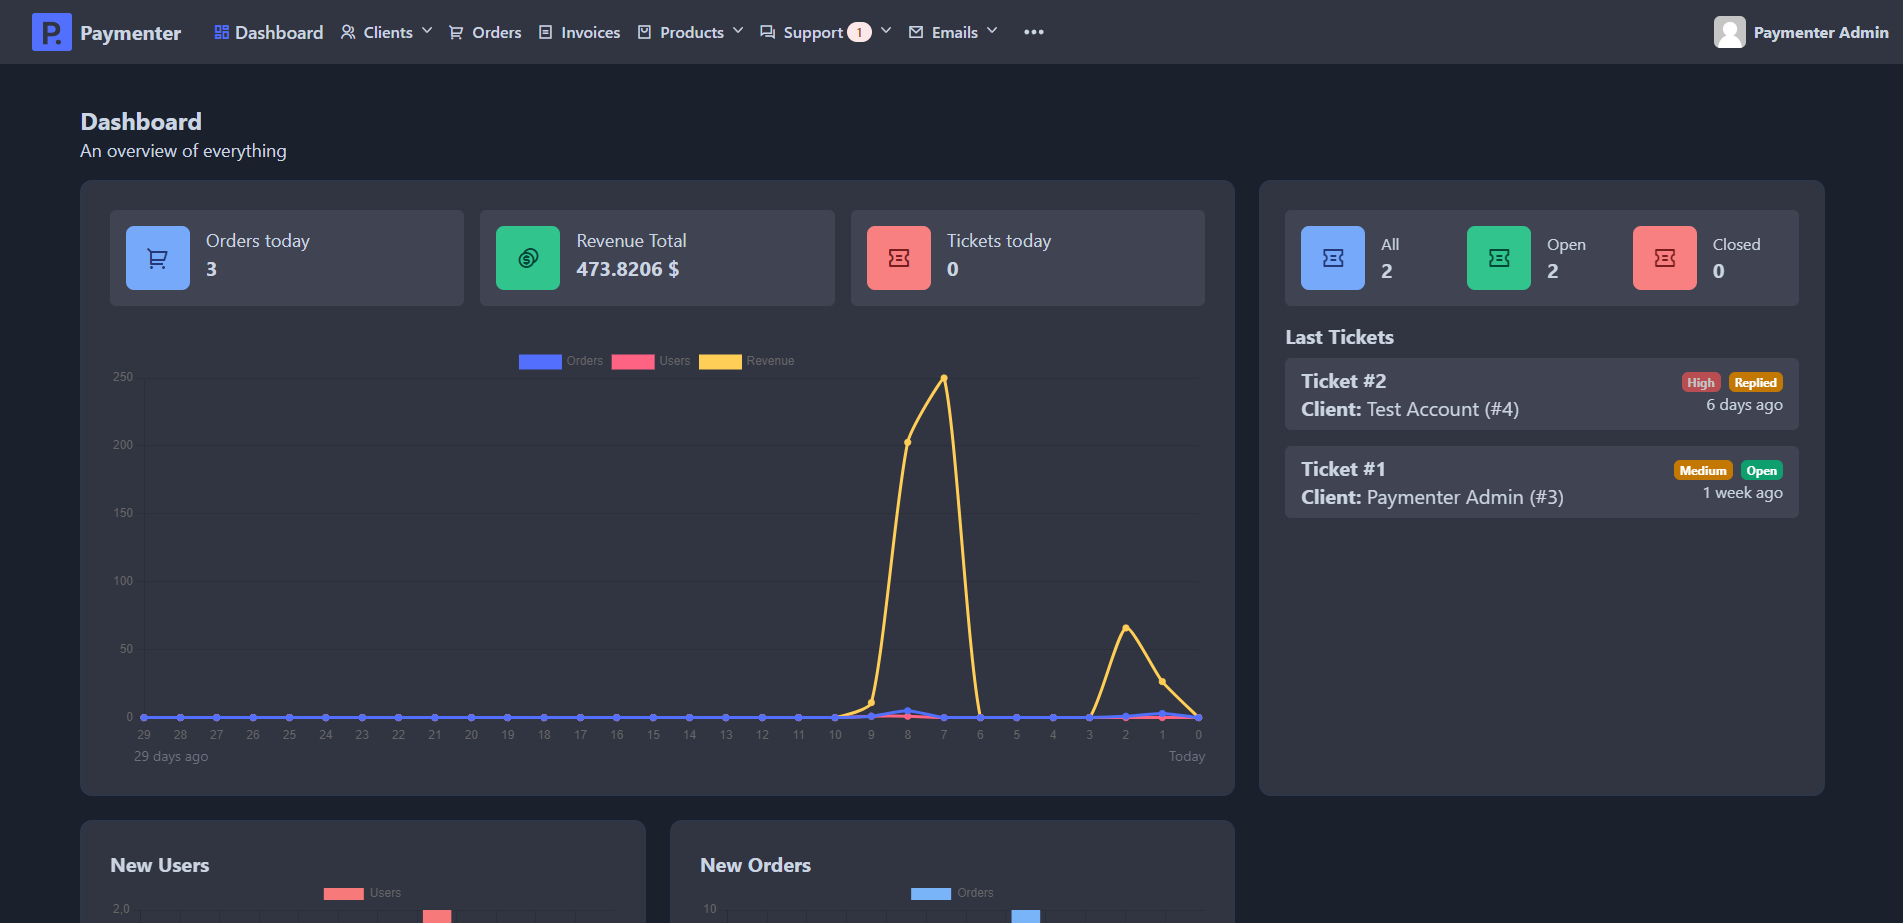 P. Paymenter Dashboard Clients Orders Invoices Products Support 1 Emails ••• Paymenter Admin
Dashboard
An overview of everything
Orders today
3
Revenue Total
473.8206 $
Tickets today
0
All
2
Open
2
Closed
0
Last Tickets
Ticket #2
High Replied
Client: Test Account (#4)
6 days ago
Ticket #1
Medium Open
Client: Paymenter Admin (#3)
1 week ago
Orders Users Revenue
250
200
150
100
50
0
29 28 27 26 25 24 23 22 21 20 19 18 17 16 15 14 13 12 11 10 9 8 7 6 5 4 3 2 1 0
29 days ago
Today
New Users
Users
2,0
New Orders
Orders
10